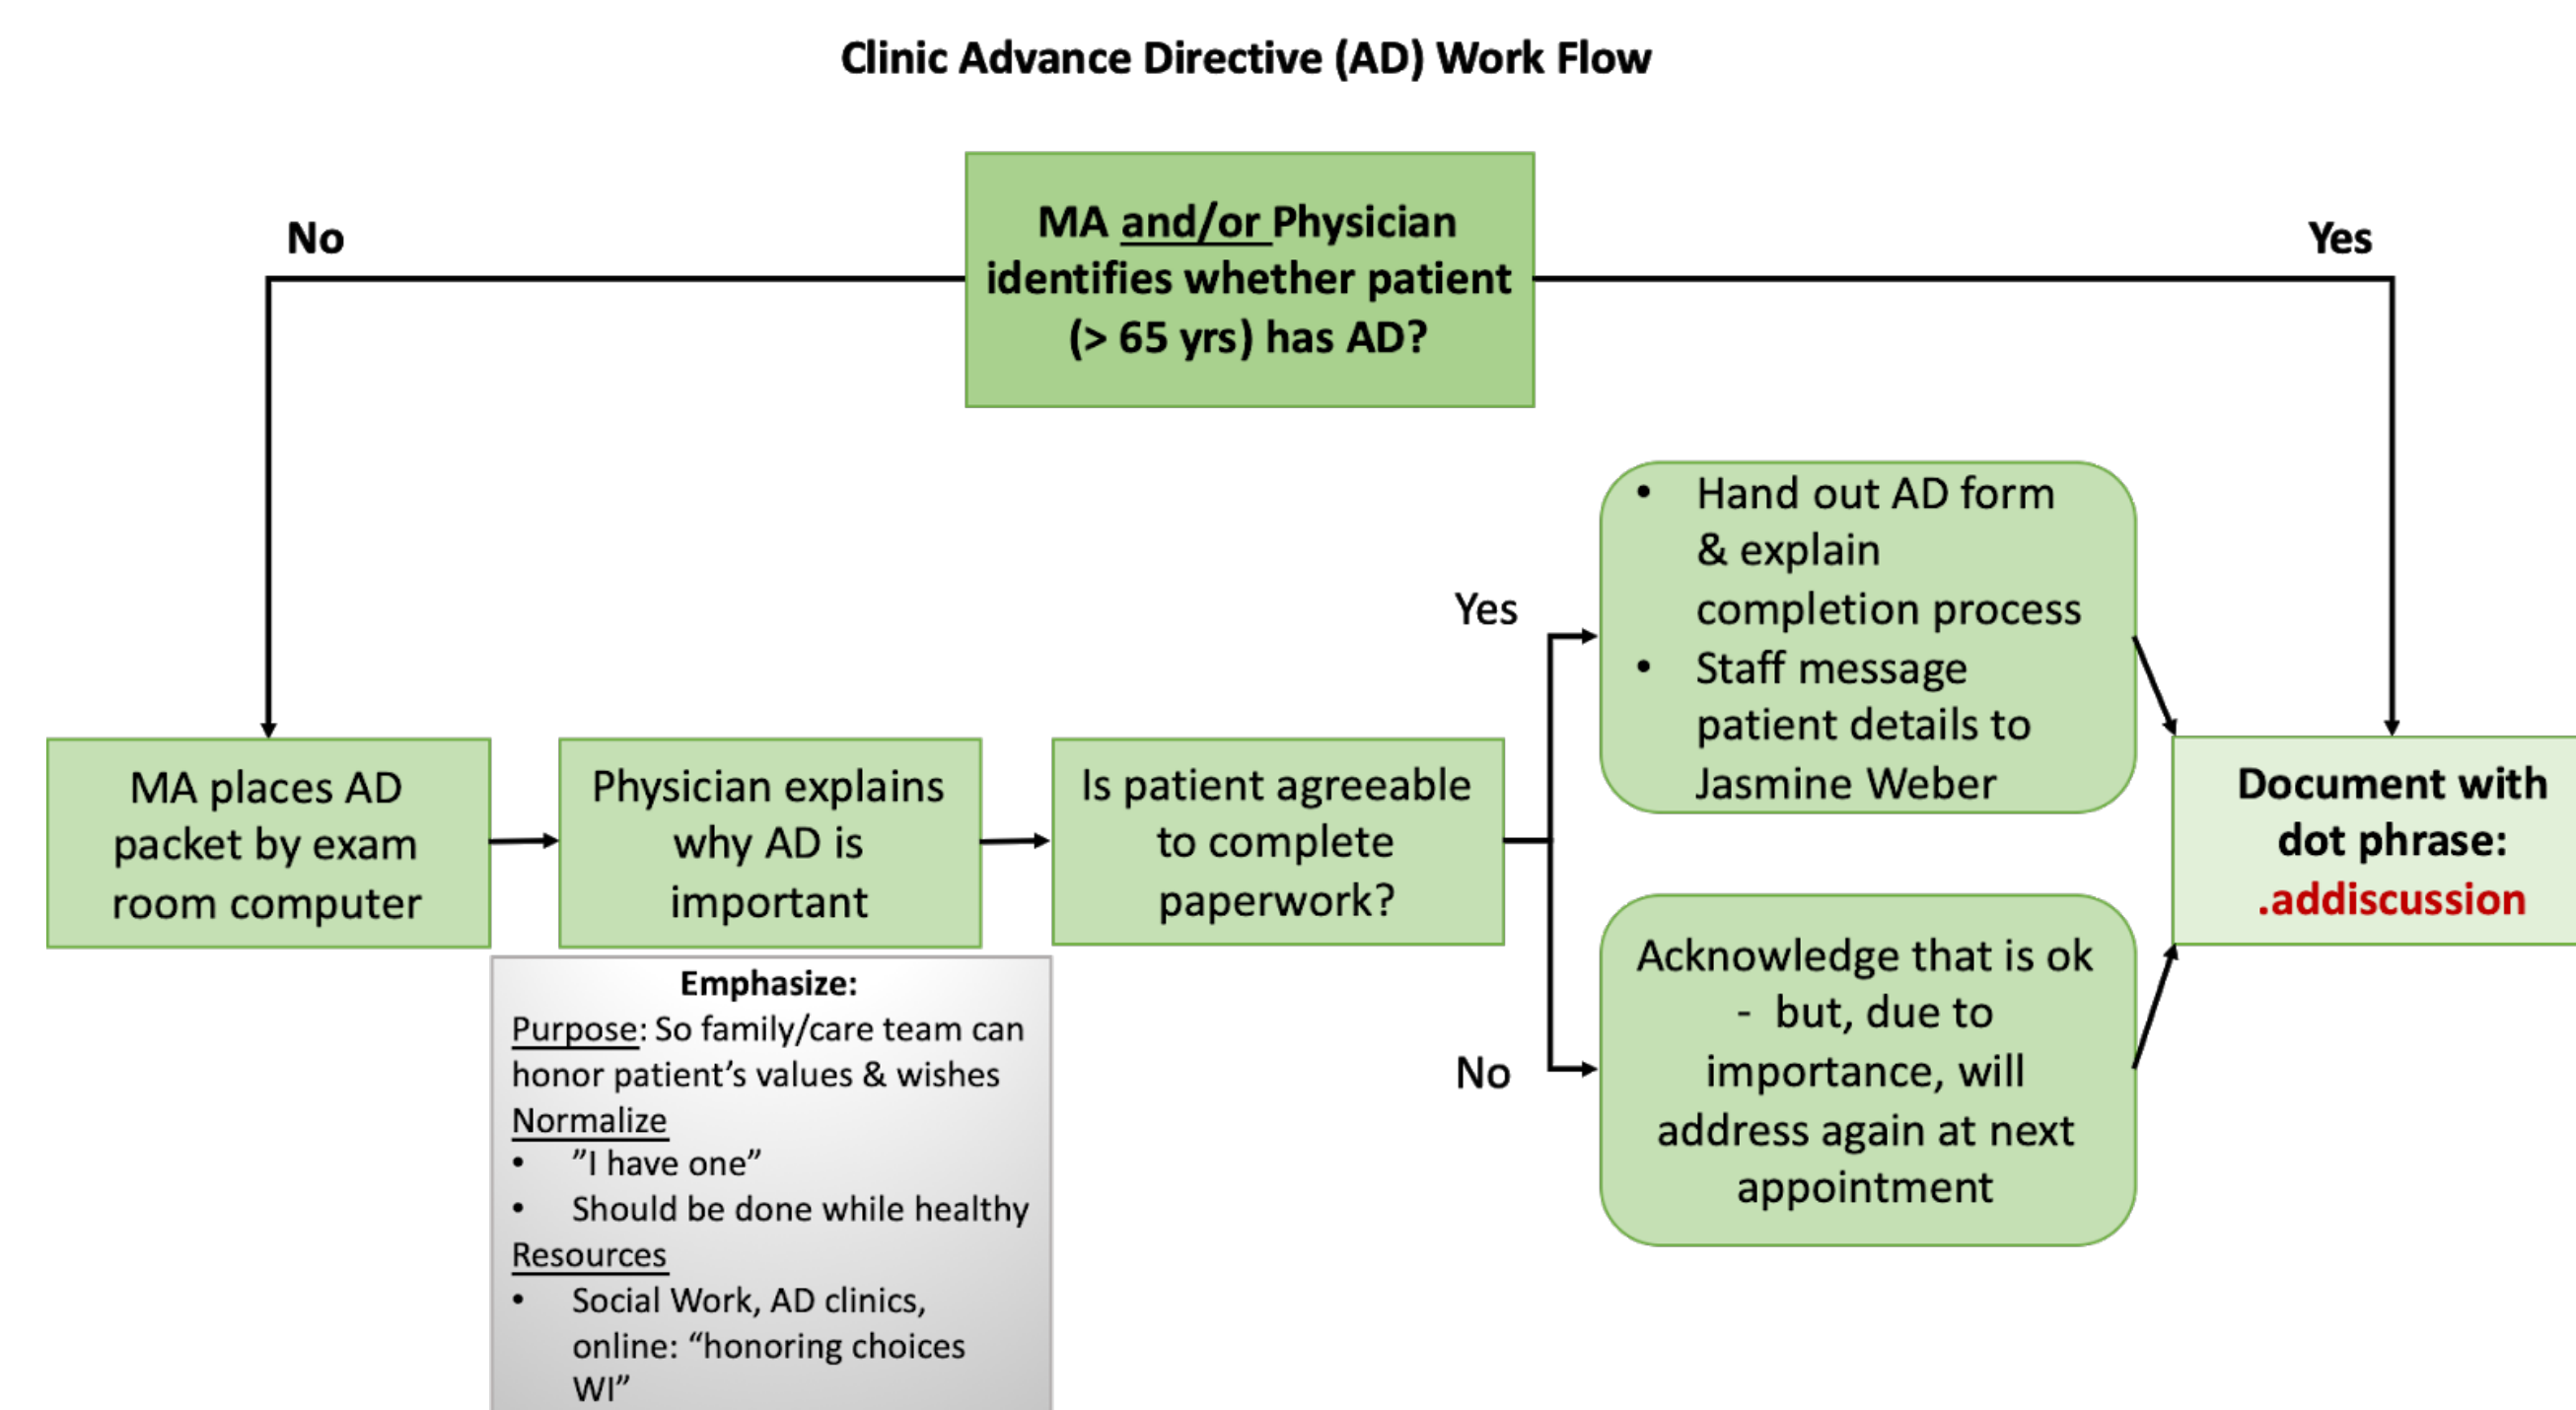 Clinic Advance Directive (AD) Work Flow
No
MA and/or Physician
identifies whether patient
(> 65 yrs) has AD?
Yes
MA places AD
packet by exam
room computer
Physician explains
why AD is
important
Emphasize:
Purpose: So family/care team can
honor patient’s values & wishes
Normalize
• ”I have one”
• Should be done while healthy
Resources
• Social Work, AD clinics,
online: “honoring choices
WI”
Is patient agreeable
to complete
paperwork?
Yes
• Hand out AD form
& explain
completion process
• Staff message
patient details to
Jasmine Weber
No
Acknowledge that is ok
- but, due to
importance, will
address again at next
appointment
Document with
dot phrase:
.addiscussion